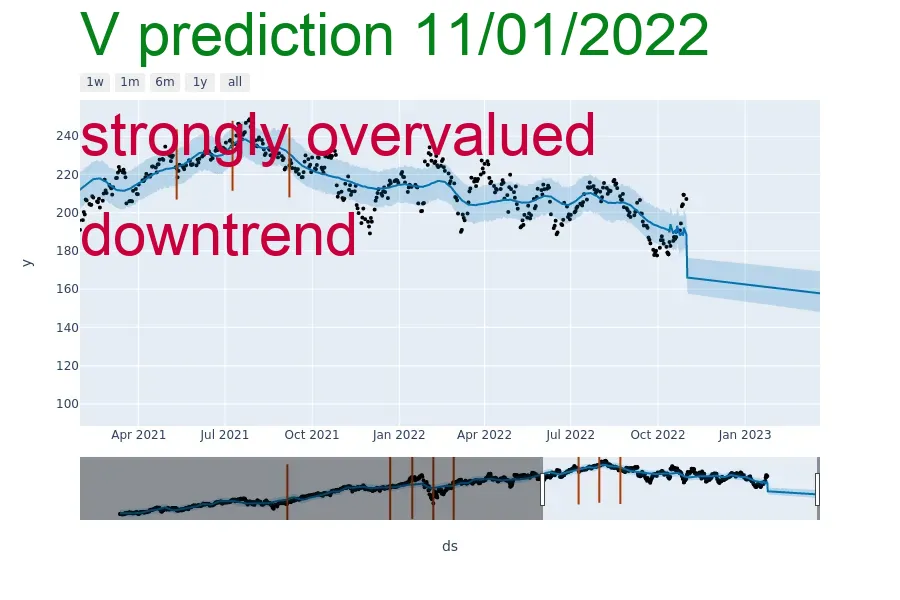 V prediction 11/01/2022
1w 1m 6m 1y all
strongly overvalued
downtrend
240
220
200
180
160
140
120
100
y
Apr 2021 Jul 2021 Oct 2021 Jan 2022 Apr 2022 Jul 2022 Oct 2022 Jan 2023
ds